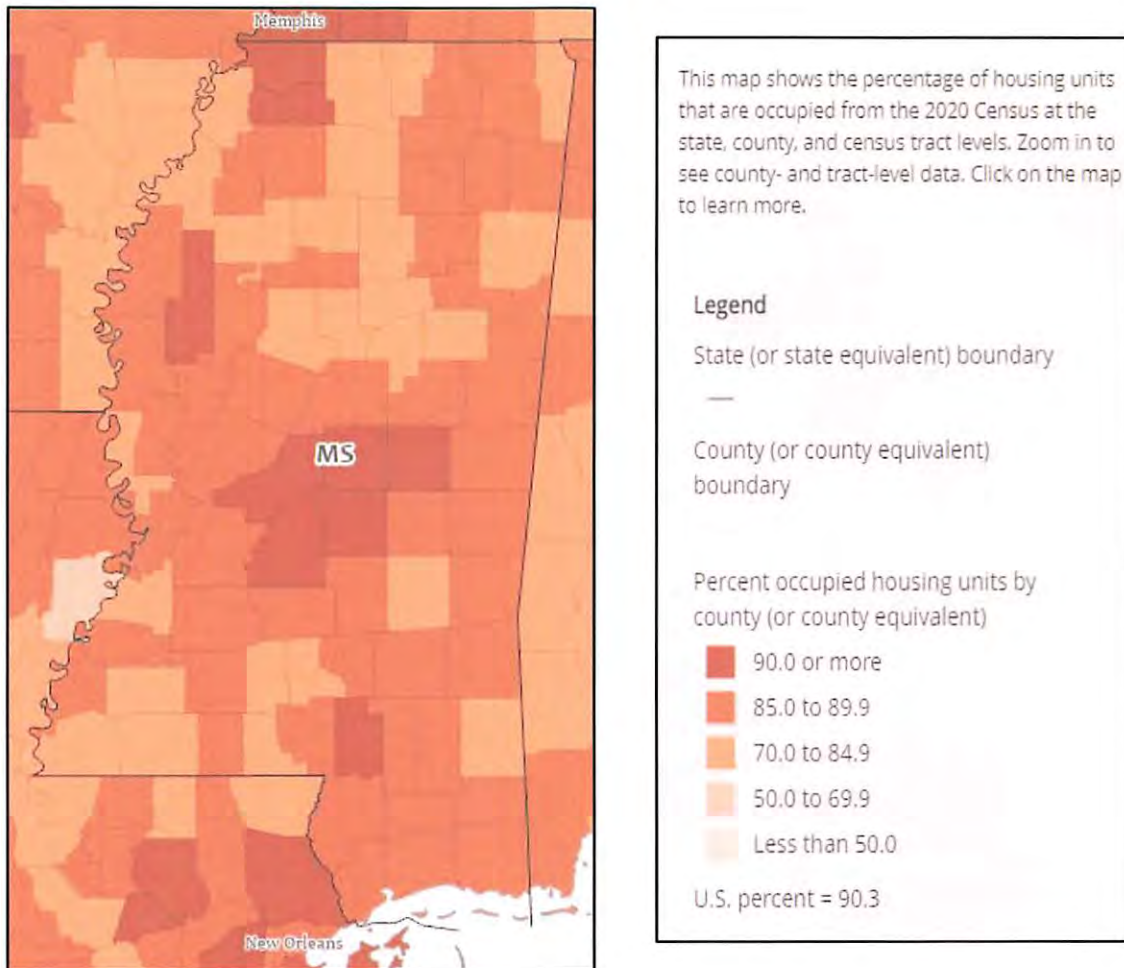 Memphis
MS
New Orleans
This map shows the percentage of housing units
that are occupied from the 2020 Census at the
state, county, and census tract levels. Zoom in to
see county- and tract-level data. Click on the map
to learn more.
Legend
State (or state equivalent) boundary
County (or county equivalent)
boundary
Percent occupied housing units by
county (or county equivalent)
90.0 or more
85.0 to 89.9
70.0 to 84.9
50.0 to 69.9
Less than 50.0
U.S. percent = 90.3